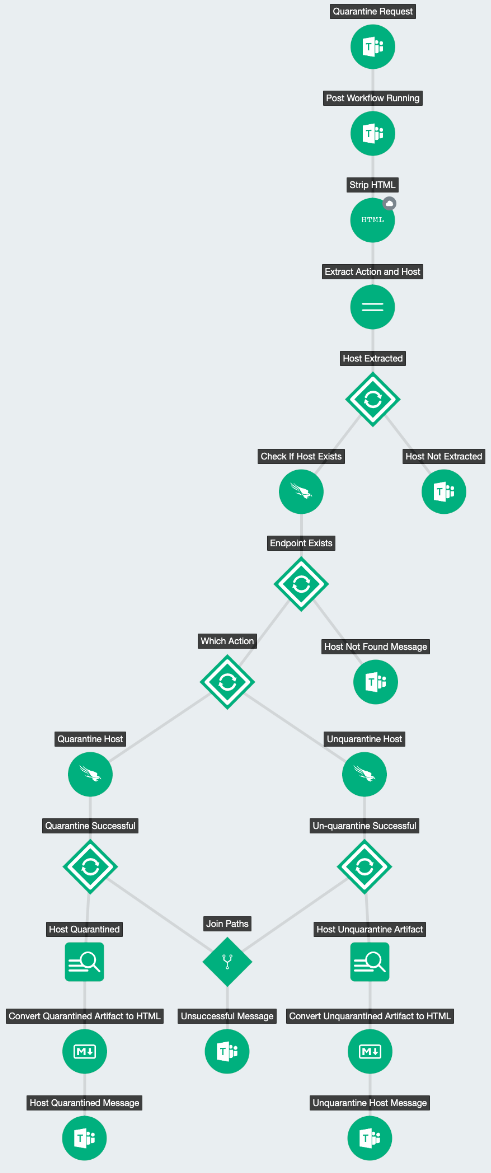 Quarantine Request
T
Post Workflow Running
T
Strip HTML
HTML
Extract Action and Host
Host Extracted
Check If Host Exists
Host Not Extracted
T
Endpoint Exists
Which Action
Host Not Found Message
T
Quarantine Host
Unquarantine Host
Quarantine Successful
Un-quarantine Successful
Join Paths
Host Quarantined
Host Unquarantine Artifact
Convert Quarantined Artifact to HTML
Unsuccessful Message
Convert Unquarantined Artifact to HTML
M
T
M
Host Quarantined Message
Unquarantine Host Message
T
T